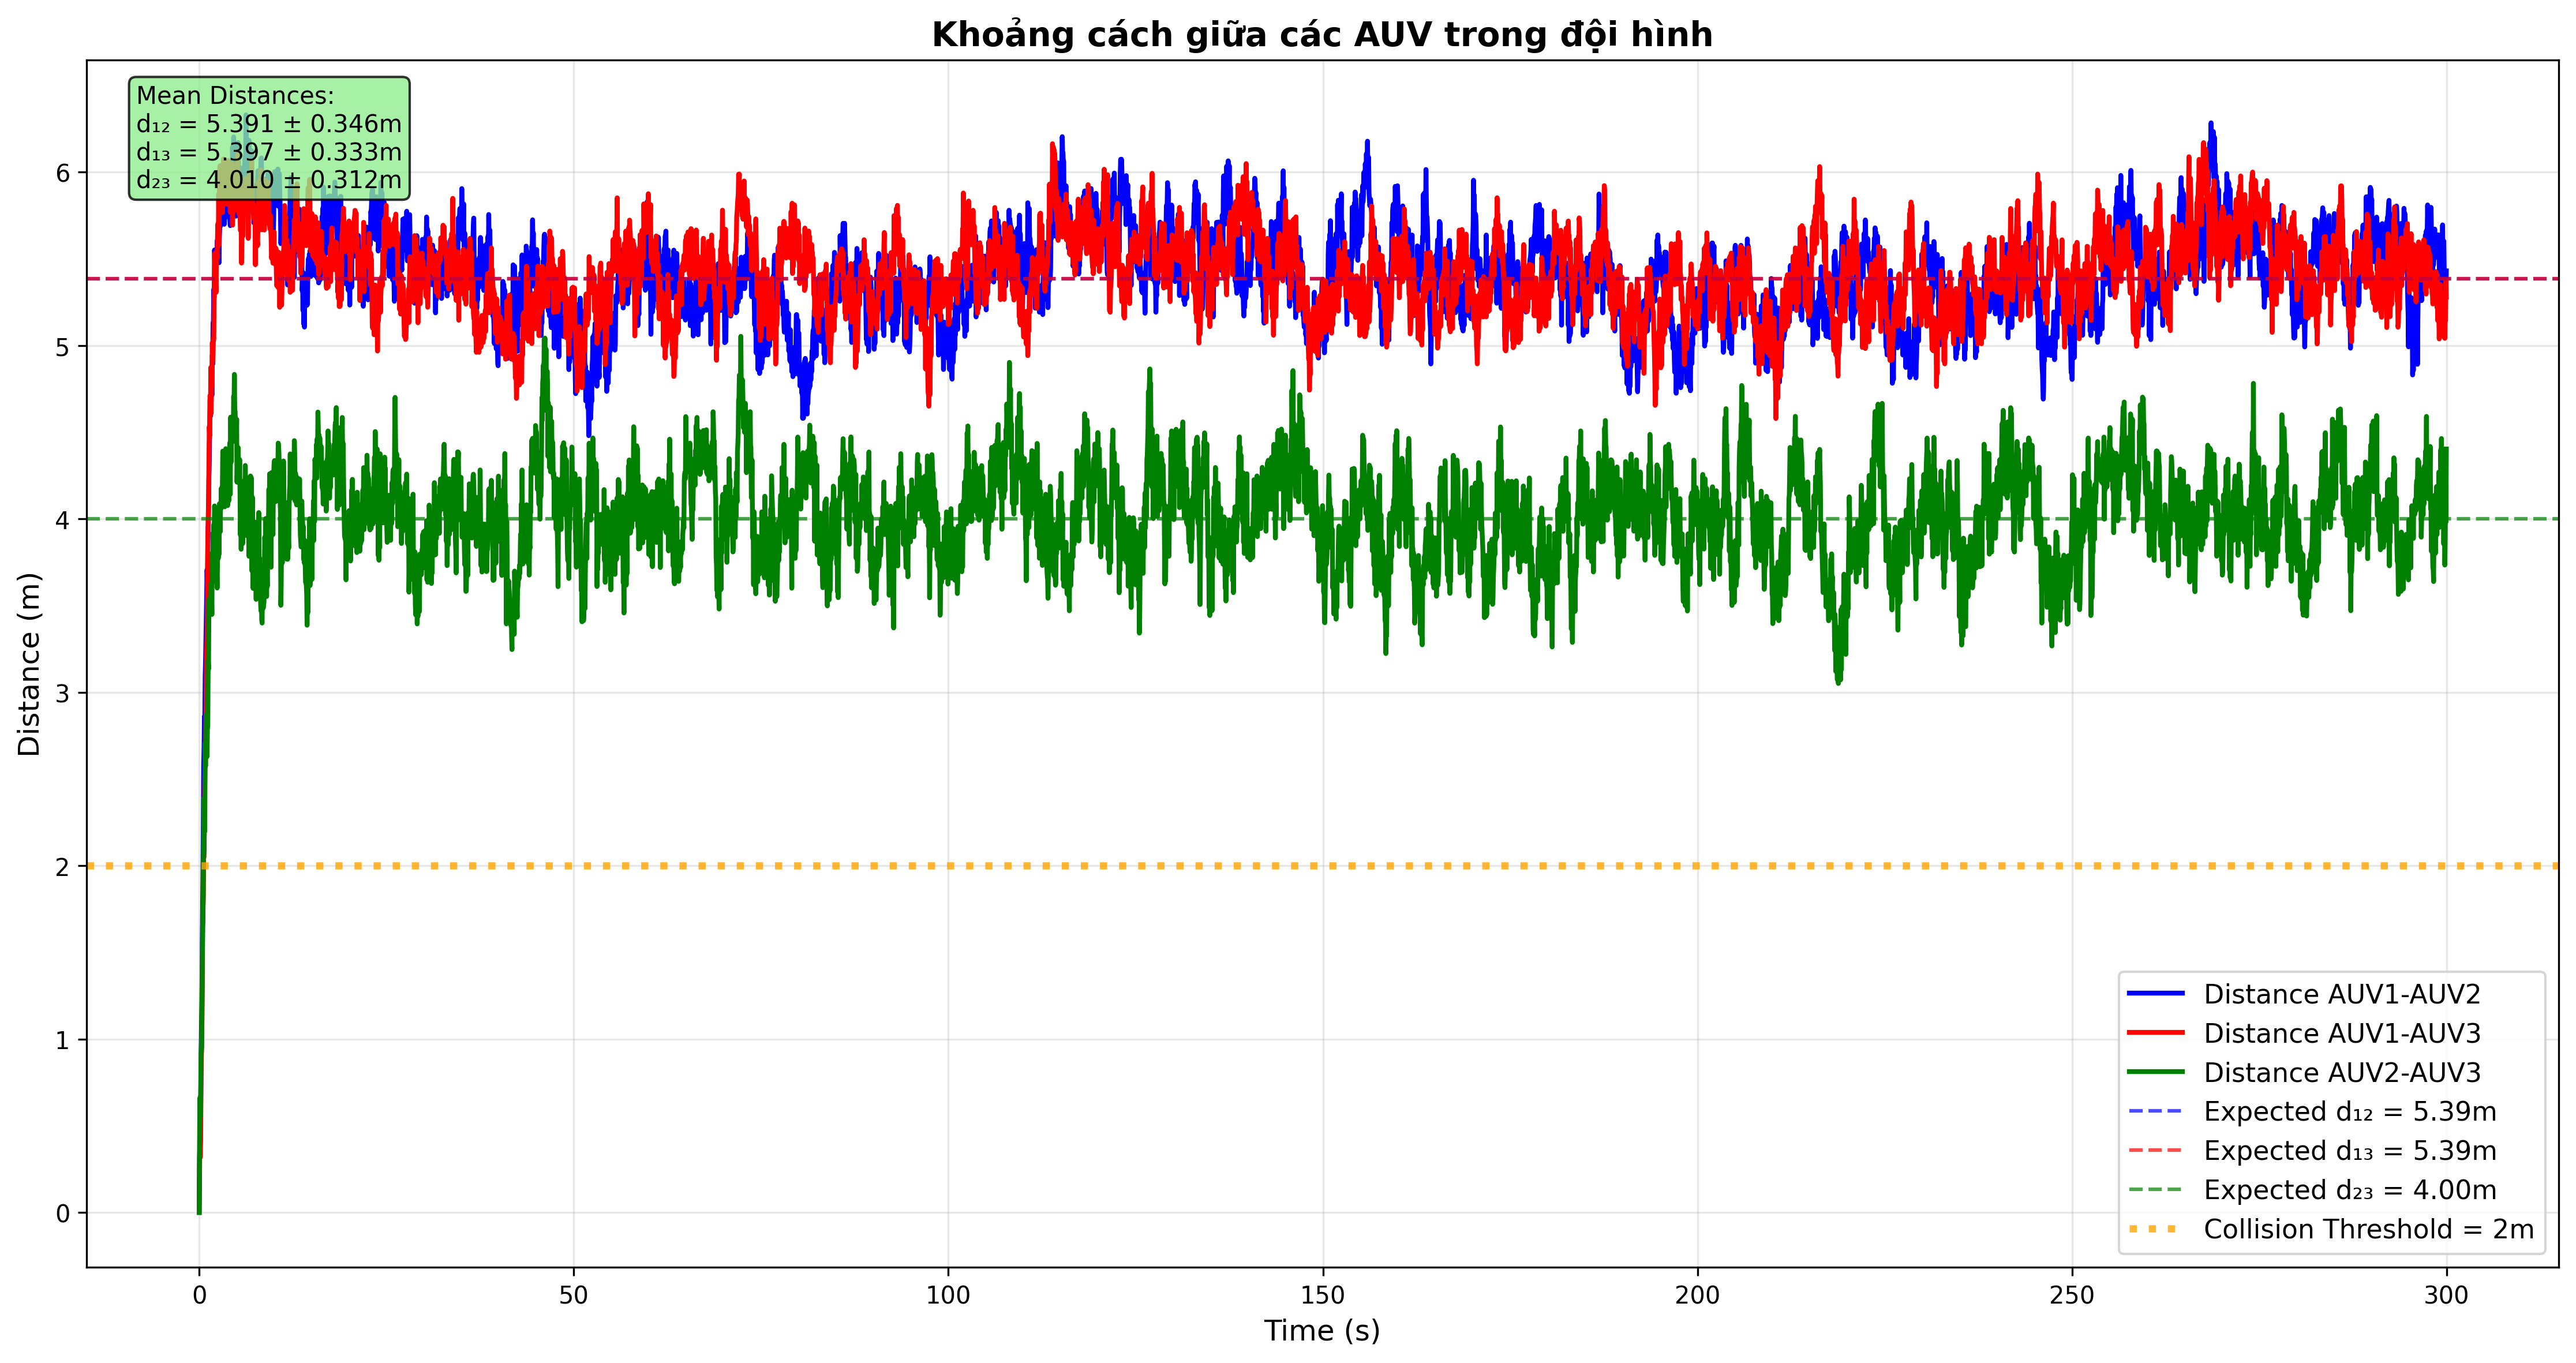 Khoảng cách giữa các AUV trong đội hình
Mean Distances:
d₁₂ = 5.391 ± 0.346m
d₁₃ = 5.397 ± 0.333m
d₂₃ = 4.010 ± 0.312m
Distance (m)
6
5
4
3
2
1
0
Distance AUV1-AUV2
Distance AUV1-AUV3
Distance AUV2-AUV3
Expected d₁₂ = 5.39m
Expected d₁₃ = 5.39m
Expected d₂₃ = 4.00m
Collision Threshold = 2m
0 50 100 150 200 250 300
Time (s)